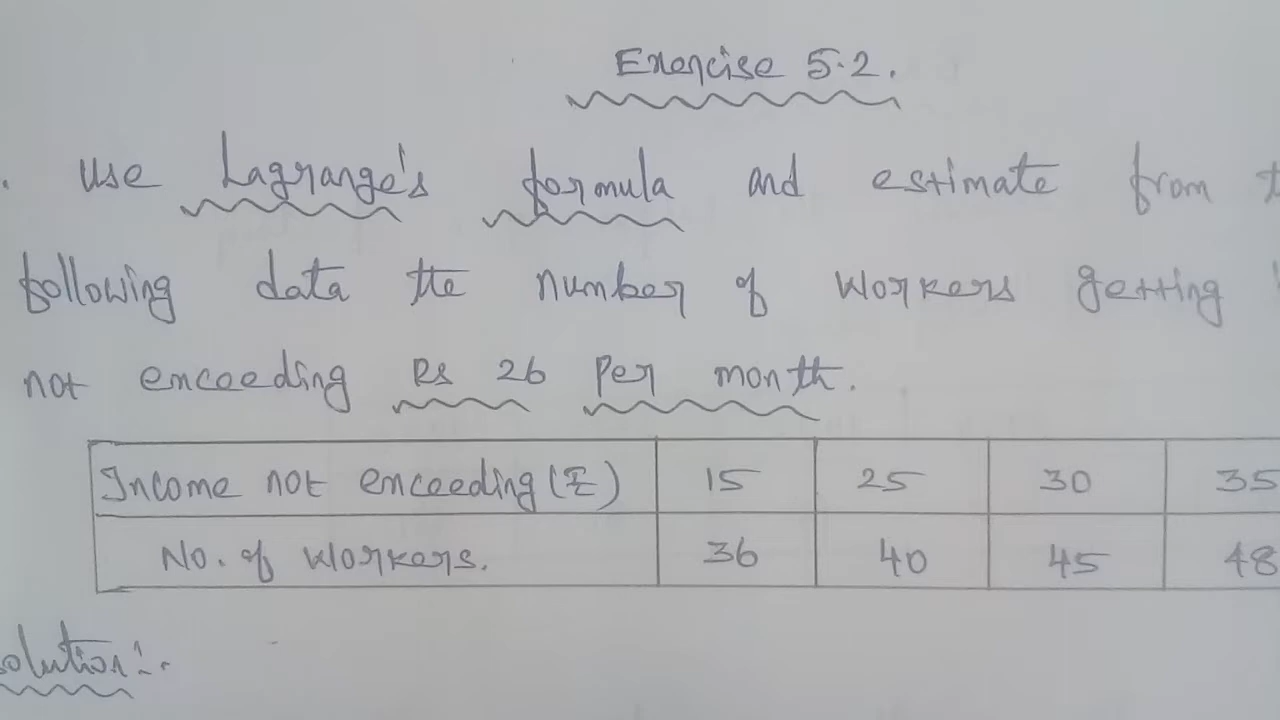 Exercise 5.2.
. Use Lagrange's formula and estimate from
following data the number of workers getting
not exceeding Rs 26 per month.
Income not exceeding (₹) 15 25 30 35
No. of workers. 36 40 45 48
solution:-